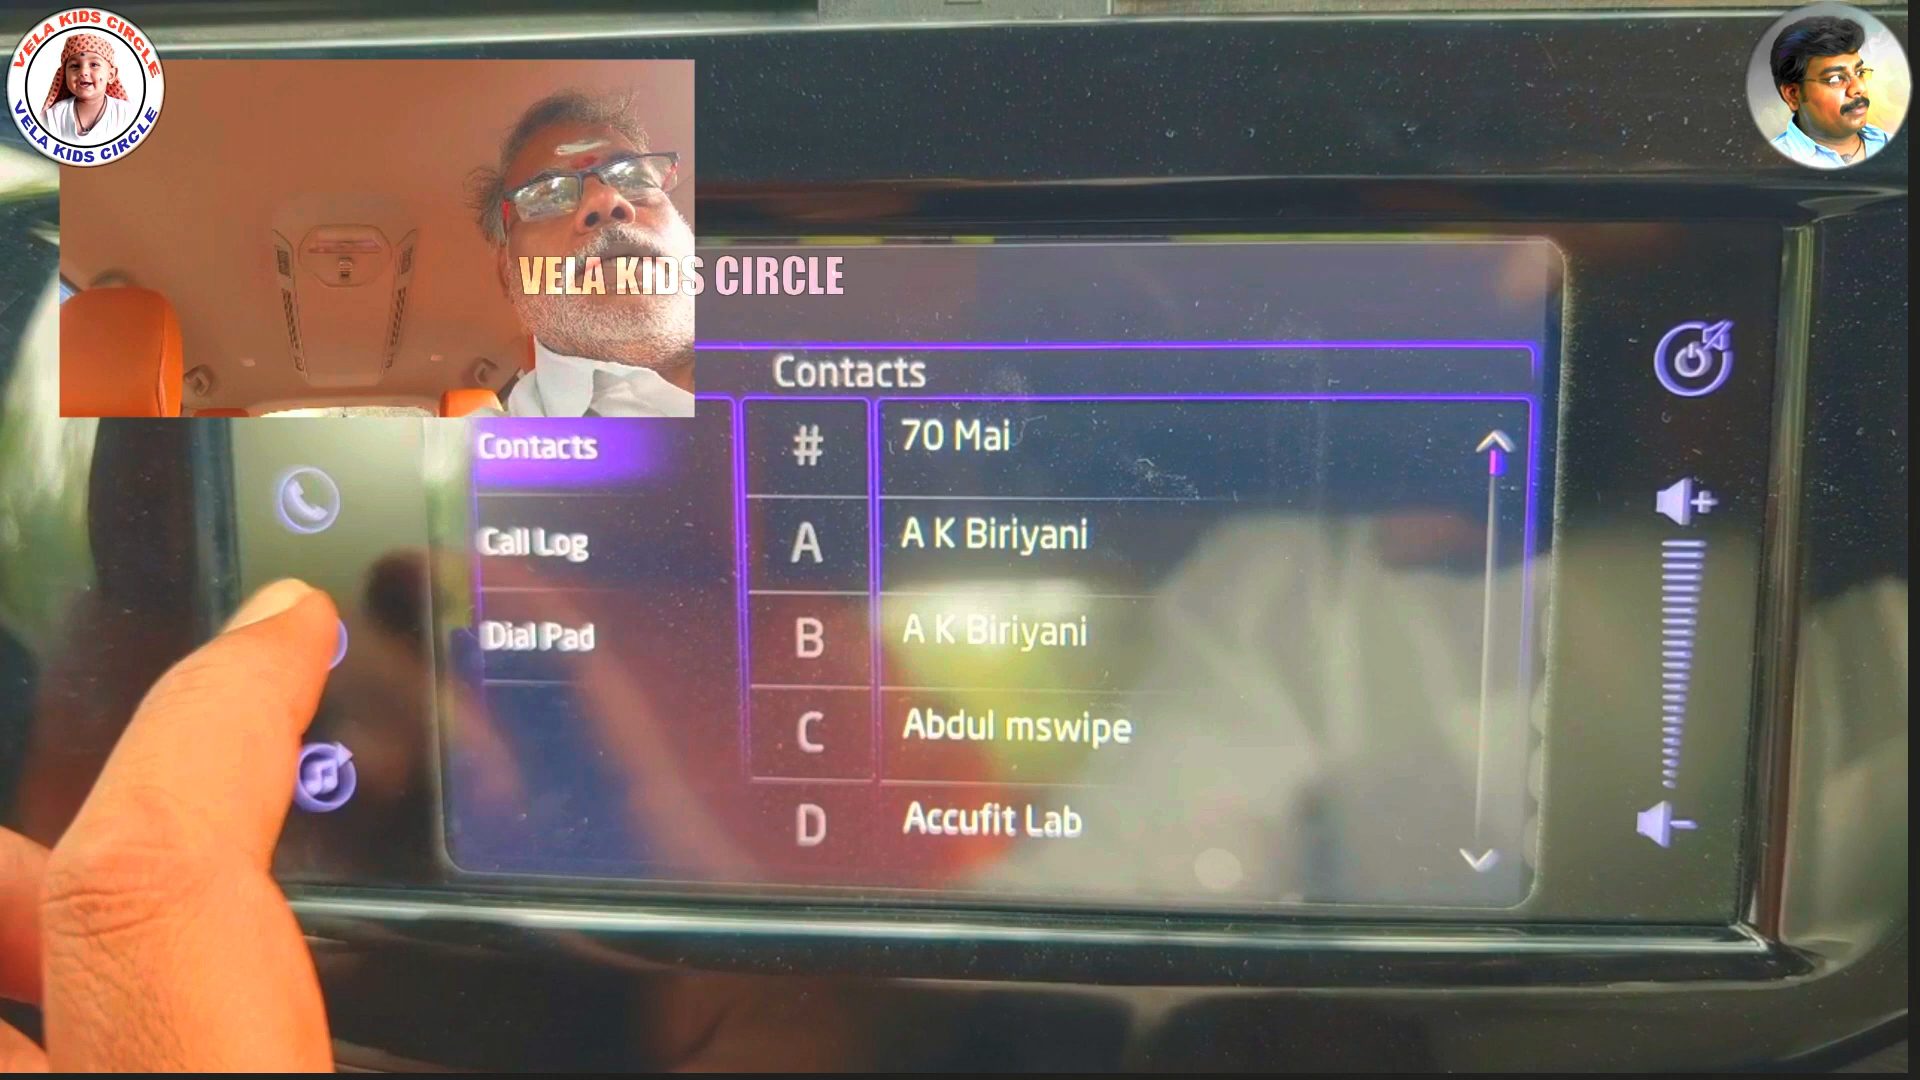 VELA KIDS CIRCLE
VELA KIDS CIRCLE
VELA KIDS CIRCLE
Contacts
Contacts
Call Log
Dial Pad
#
A
B
C
D
70 Mai
A K Biriyani
A K Biriyani
Abdul mswipe
Accufit Lab